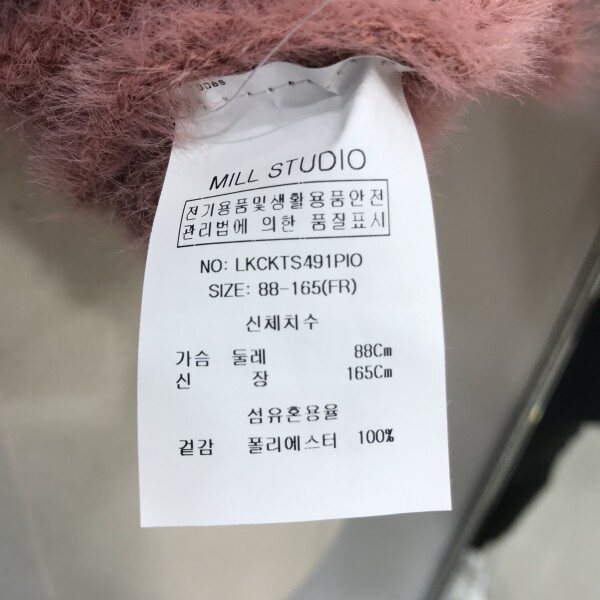 MILL STUDIO
전기용품및생활용품안전
관리법에 의한 품질표시
NO: LKCKTS491PIO
SIZE: 88-165(FR)
신체치수
가슴 둘레 88Cm
신 장 165Cm
섬유혼용율
겉감 폴리에스터 100%